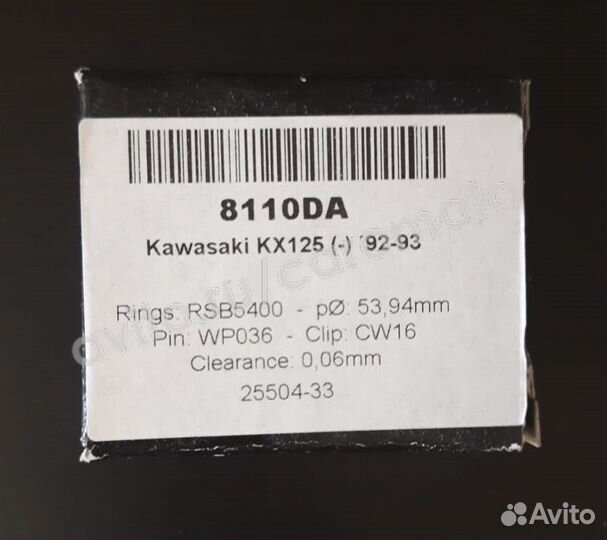 8110DA
Kawasaki KX125 (-) ´92-93
Rings: RSB5400 - pØ: 53,94mm
Pin: WP036 - Clip: CW16
Clearance: 0,06mm
25504-33
Avito